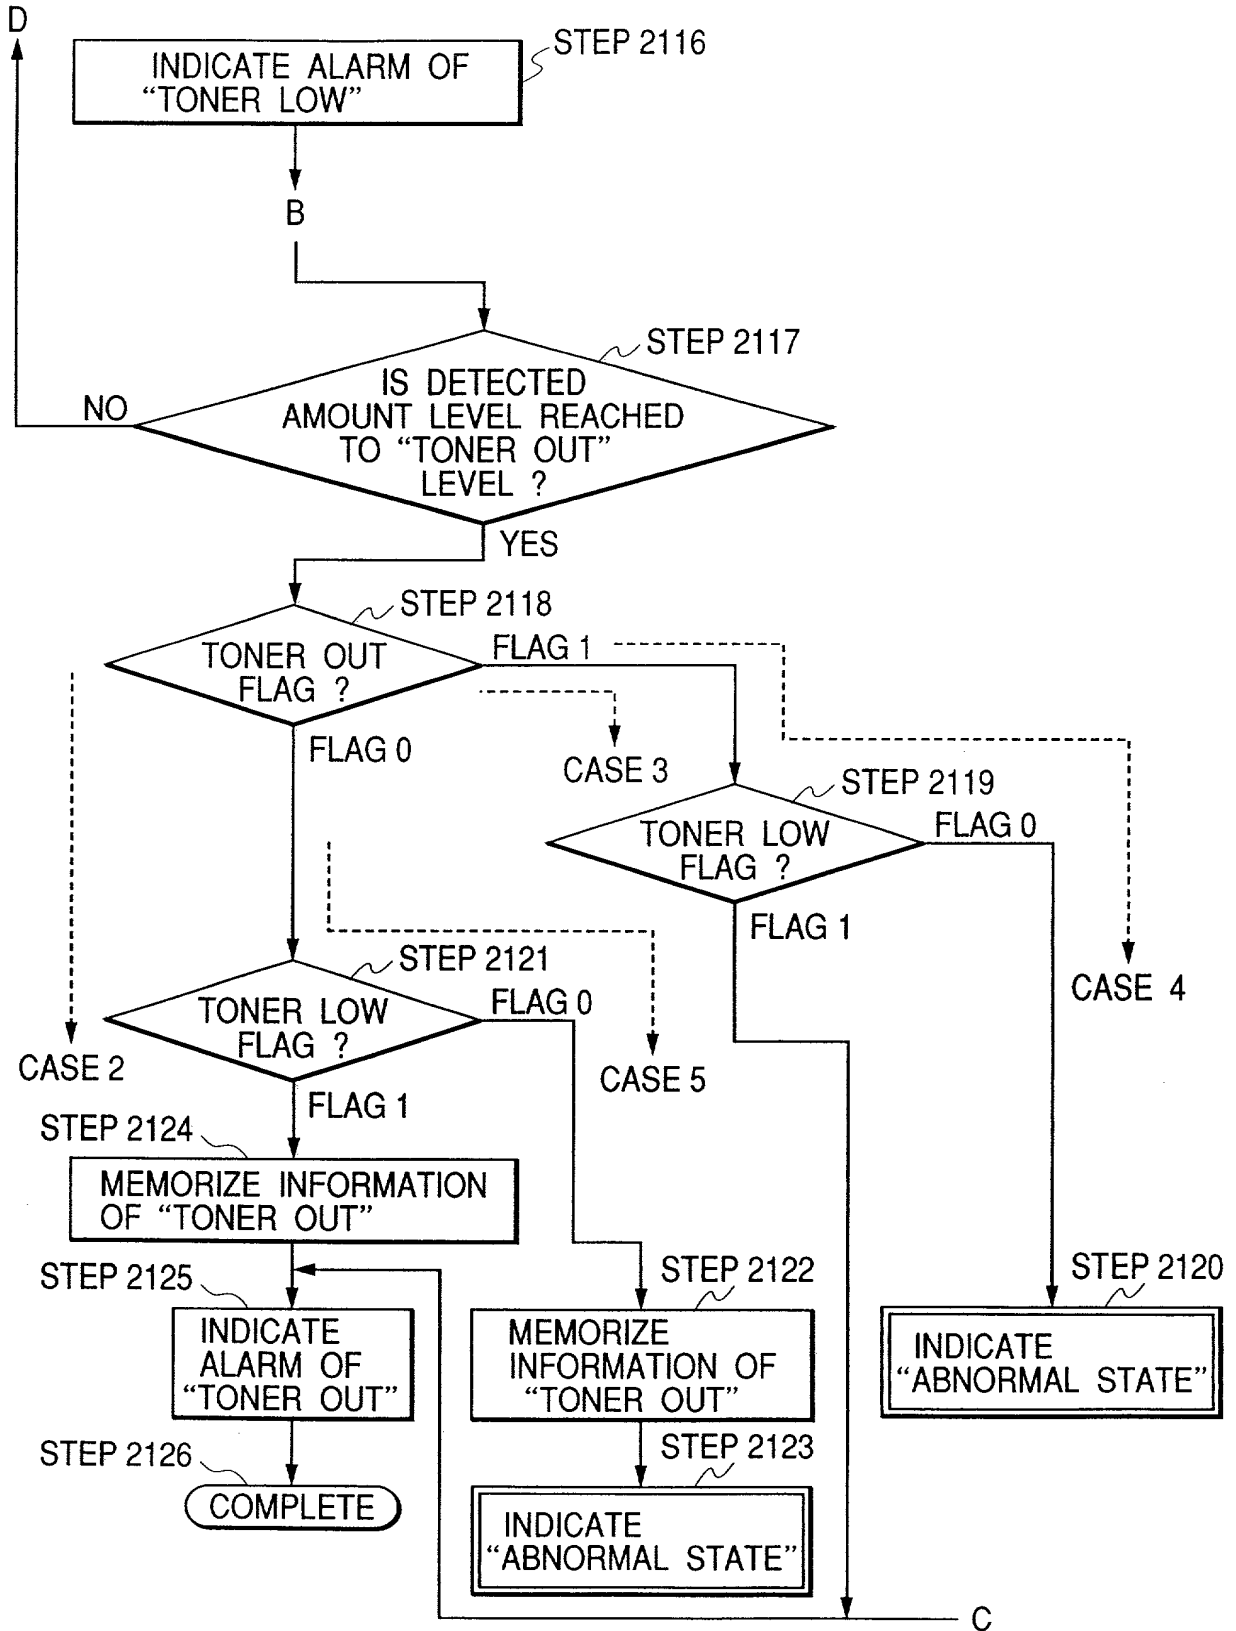 D
STEP 2116
INDICATE ALARM OF
“TONER LOW”
B
STEP 2117
IS DETECTED
AMOUNT LEVEL REACHED
TO “TONER OUT”
LEVEL ?
NO
YES
STEP 2118
TONER OUT
FLAG ?
FLAG 1
FLAG 0
CASE 3
STEP 2119
TONER LOW
FLAG ?
FLAG 0
FLAG 1
CASE 4
STEP 2121
TONER LOW
FLAG ?
FLAG 0
CASE 2
CASE 5
FLAG 1
STEP 2124
MEMORIZE INFORMATION
OF “TONER OUT”
STEP 2125
INDICATE
ALARM OF
“TONER OUT”
STEP 2122
MEMORIZE
INFORMATION OF
“TONER OUT”
STEP 2120
INDICATE
“ABNORMAL STATE”
STEP 2126
COMPLETE
STEP 2123
INDICATE
“ABNORMAL STATE”
C